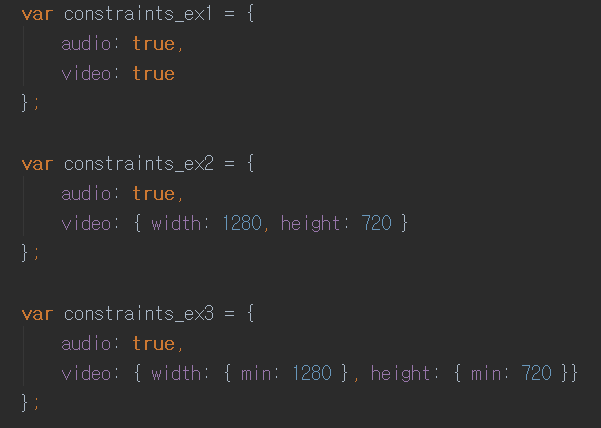 var constraints_ex1 = {
audio: true,
video: true
};
var constraints_ex2 = {
audio: true,
video: { width: 1280, height: 720 }
};
var constraints_ex3 = {
audio: true,
video: { width: { min: 1280 }, height: { min: 720 }}
};